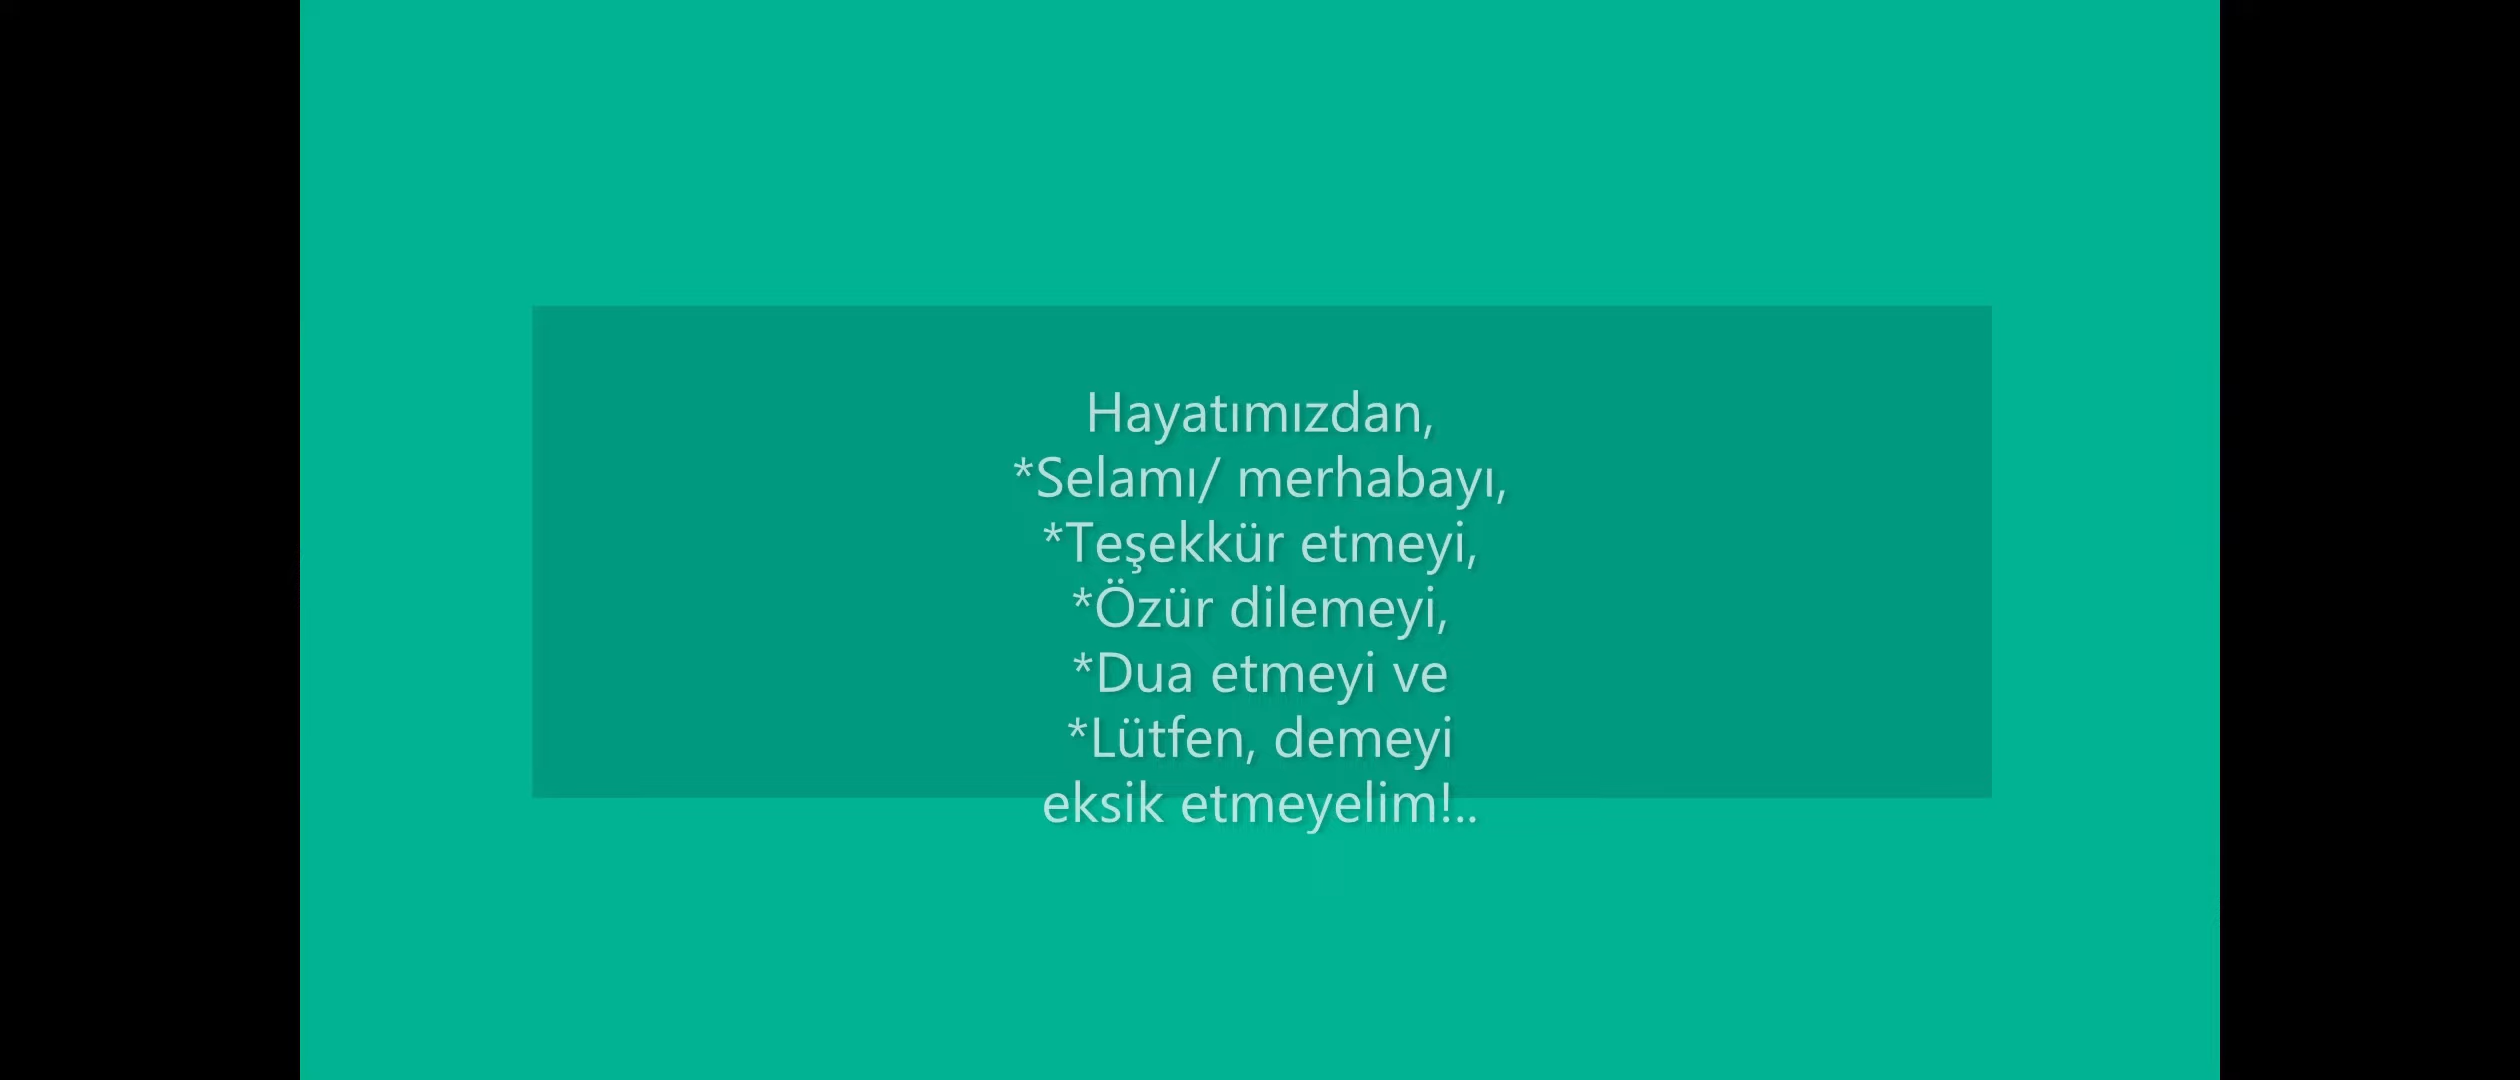 Hayatımızdan,
*Selamı/ merhabayı,
*Teşekkür etmeyi,
*Özür dilemeyi,
*Dua etmeyi ve
*Lütfen, demeyi
eksik etmeyelim!..